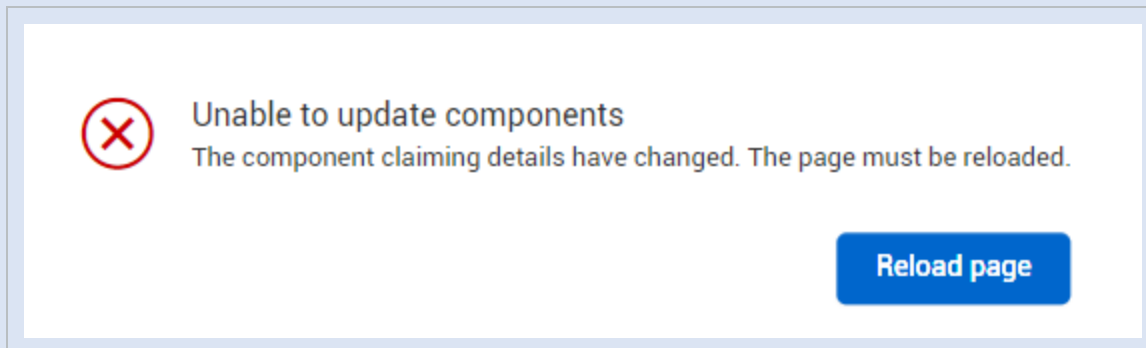 Unable to update components
The component claiming details have changed. The page must be reloaded.
Reload page